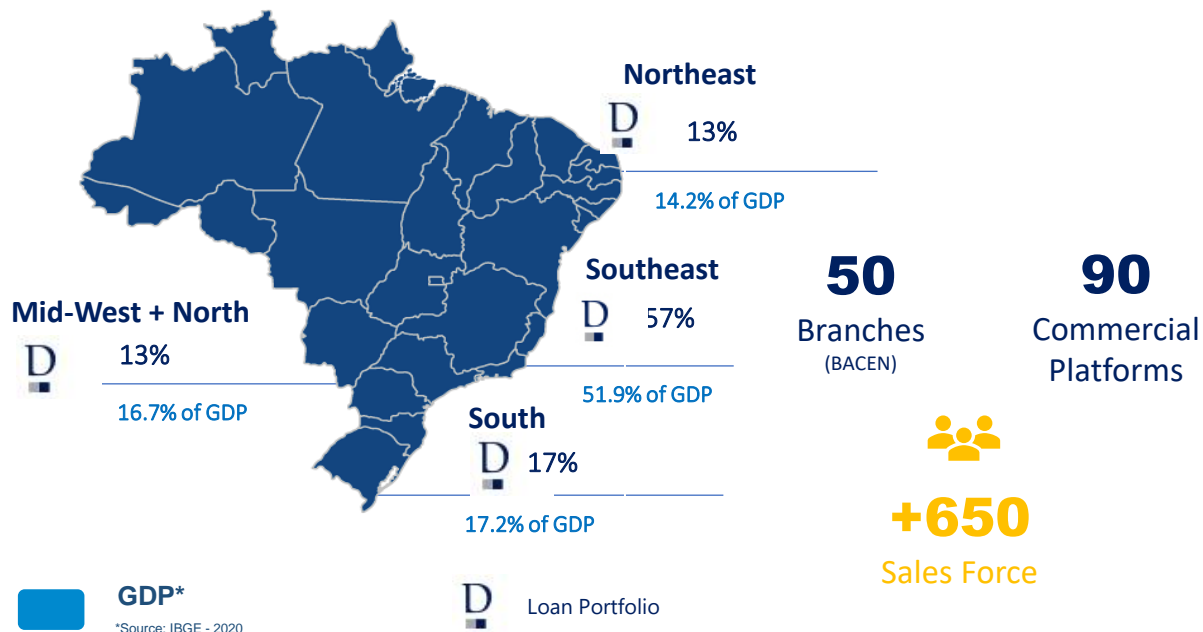 Northeast
D
13%
14.2% of GDP
Southeast
D
57%
51.9% of GDP
Mid-West + North
D
13%
16.7% of GDP
South
D
17%
17.2% of GDP
50
Branches
(BACEN)
90
Commercial
Platforms
+650
Sales Force
GDP*
*Source: IBGE - 2020
D
Loan Portfolio